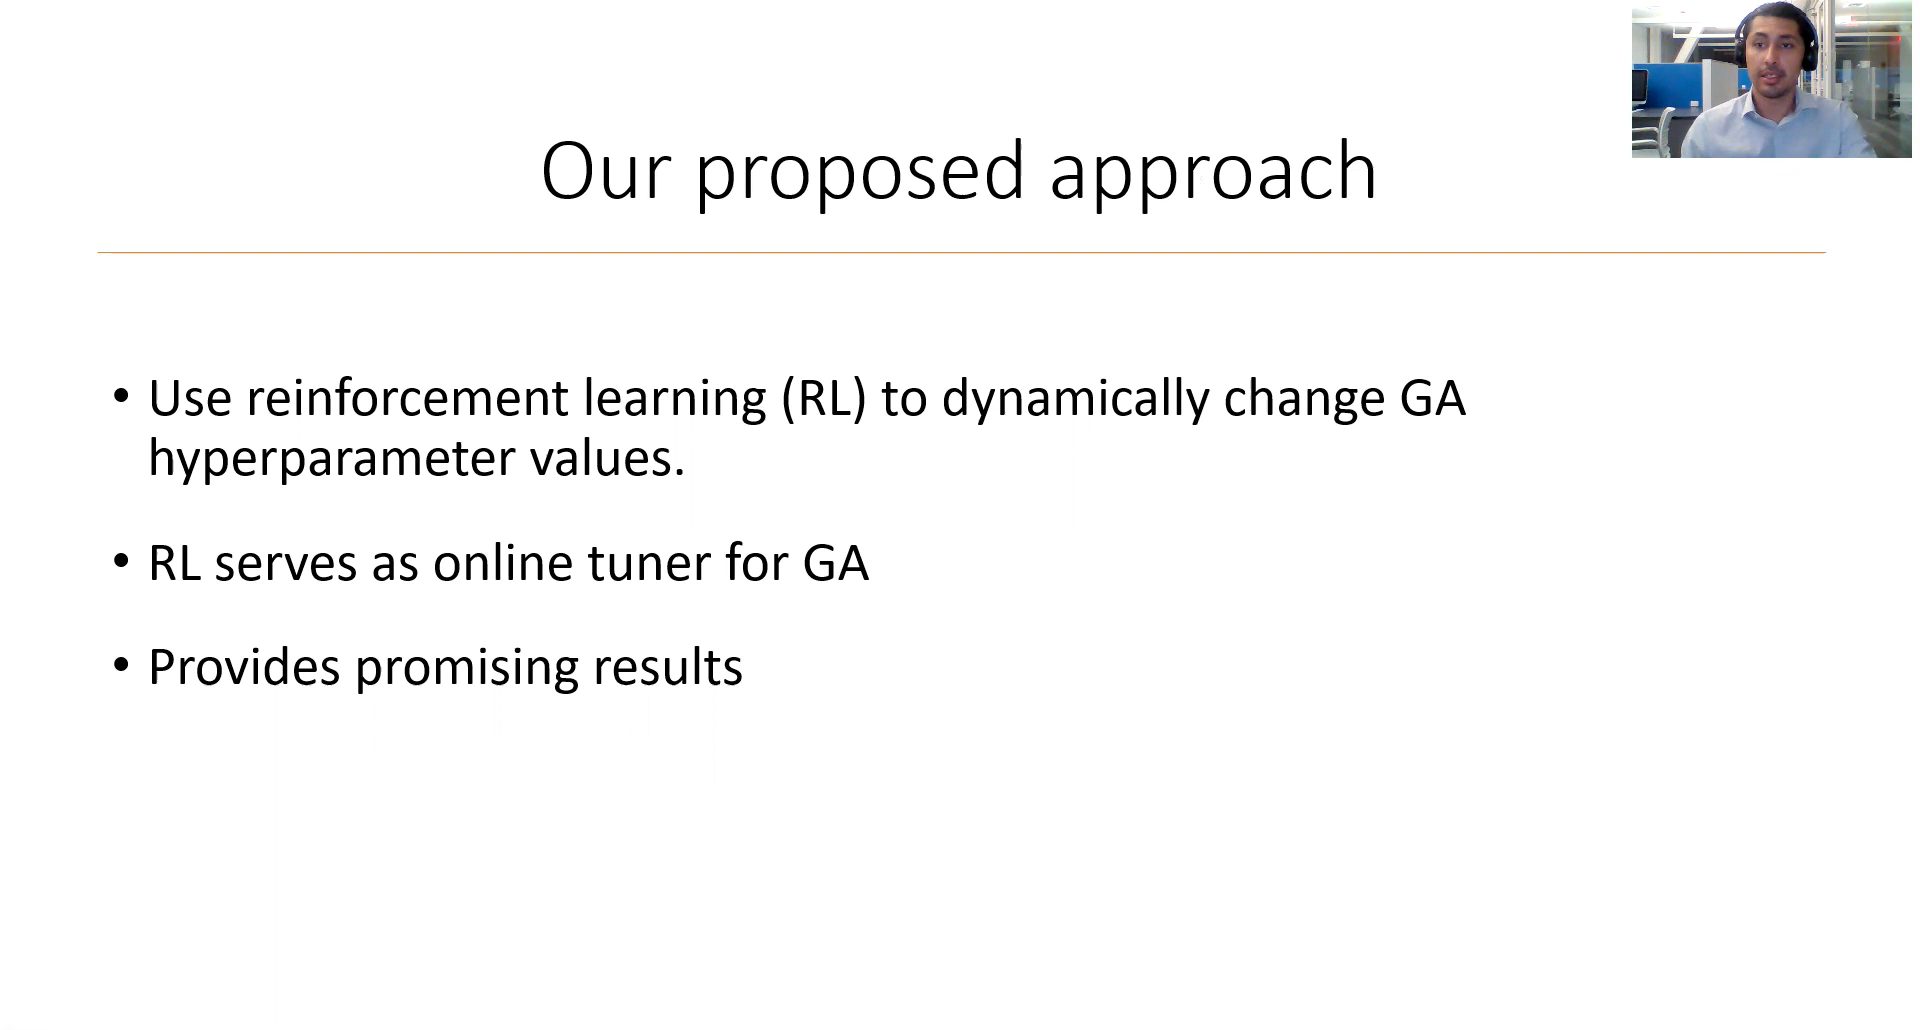 Our proposed approach
• Use reinforcement learning (RL) to dynamically change GA
hyperparameter values.
• RL serves as online tuner for GA
• Provides promising results